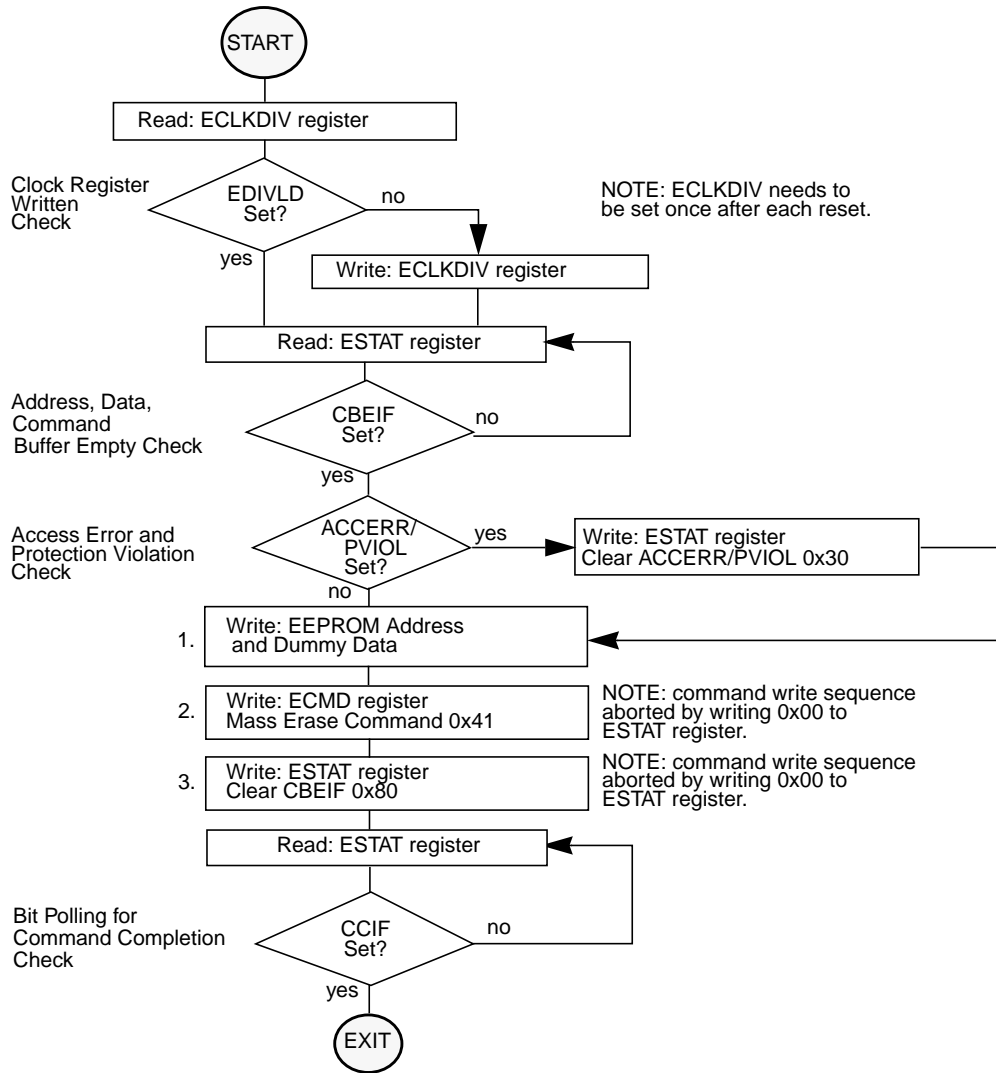 START
Read: ECLKDIV register
Clock Register
Written
Check
EDIVLD
Set?
no
yes
NOTE: ECLKDIV needs to
be set once after each reset.
Write: ECLKDIV register
Read: ESTAT register
Address, Data,
Command
Buffer Empty Check
CBEIF
Set?
no
yes
Access Error and
Protection Violation
Check
ACCERR/
PVIOL
Set?
yes
no
Write: ESTAT register
Clear ACCERR/PVIOL 0x30
1.
Write: EEPROM Address
and Dummy Data
2.
Write: ECMD register
Mass Erase Command 0x41
NOTE: command write sequence
aborted by writing 0x00 to
ESTAT register.
3.
Write: ESTAT register
Clear CBEIF 0x80
NOTE: command write sequence
aborted by writing 0x00 to
ESTAT register.
Read: ESTAT register
Bit Polling for
Command Completion
Check
CCIF
Set?
no
yes
EXIT